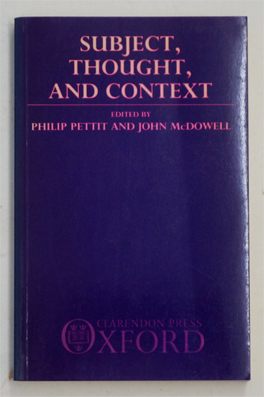 SUBJECT,
THOUGHT,
AND CONTEXT
EDITED BY
PHILIP PETTIT AND JOHN McDOWELL
CLARENDON PRESS
OXFORD